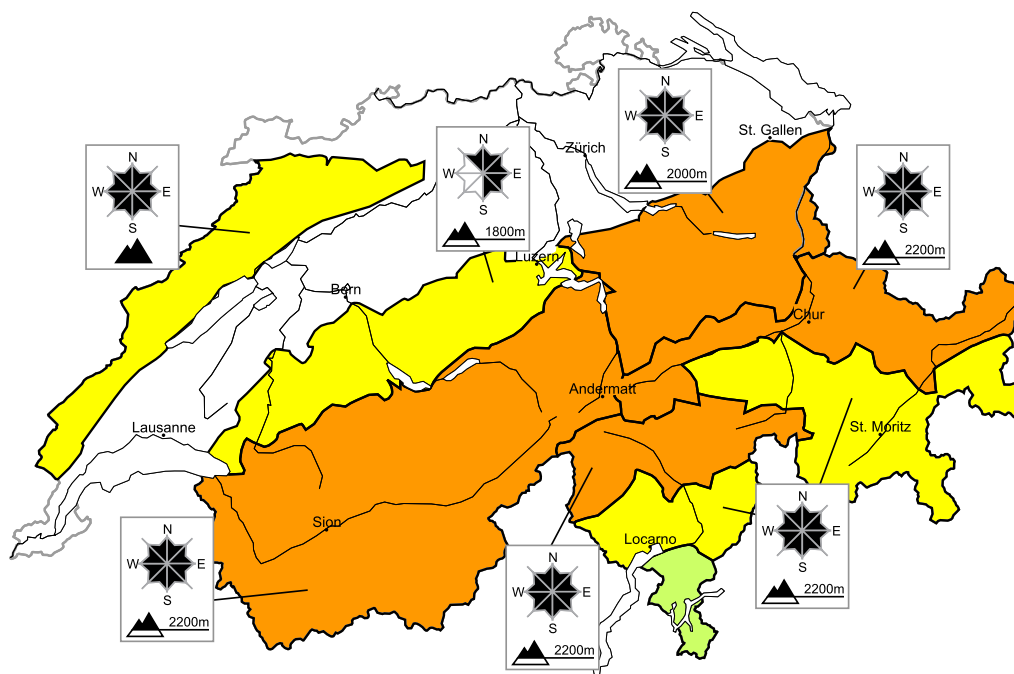 N
W E
S
2000m
St. Gallen
Zürich
N
W E
S
1800m
N
W E
S
N
W E
S
2200m
Luzern
Bern
Chur
Andermatt
Lausanne
St. Moritz
Sion
Locarno
N
W E
S
2200m
N
W E
S
2200m
N
W E
S
2200m